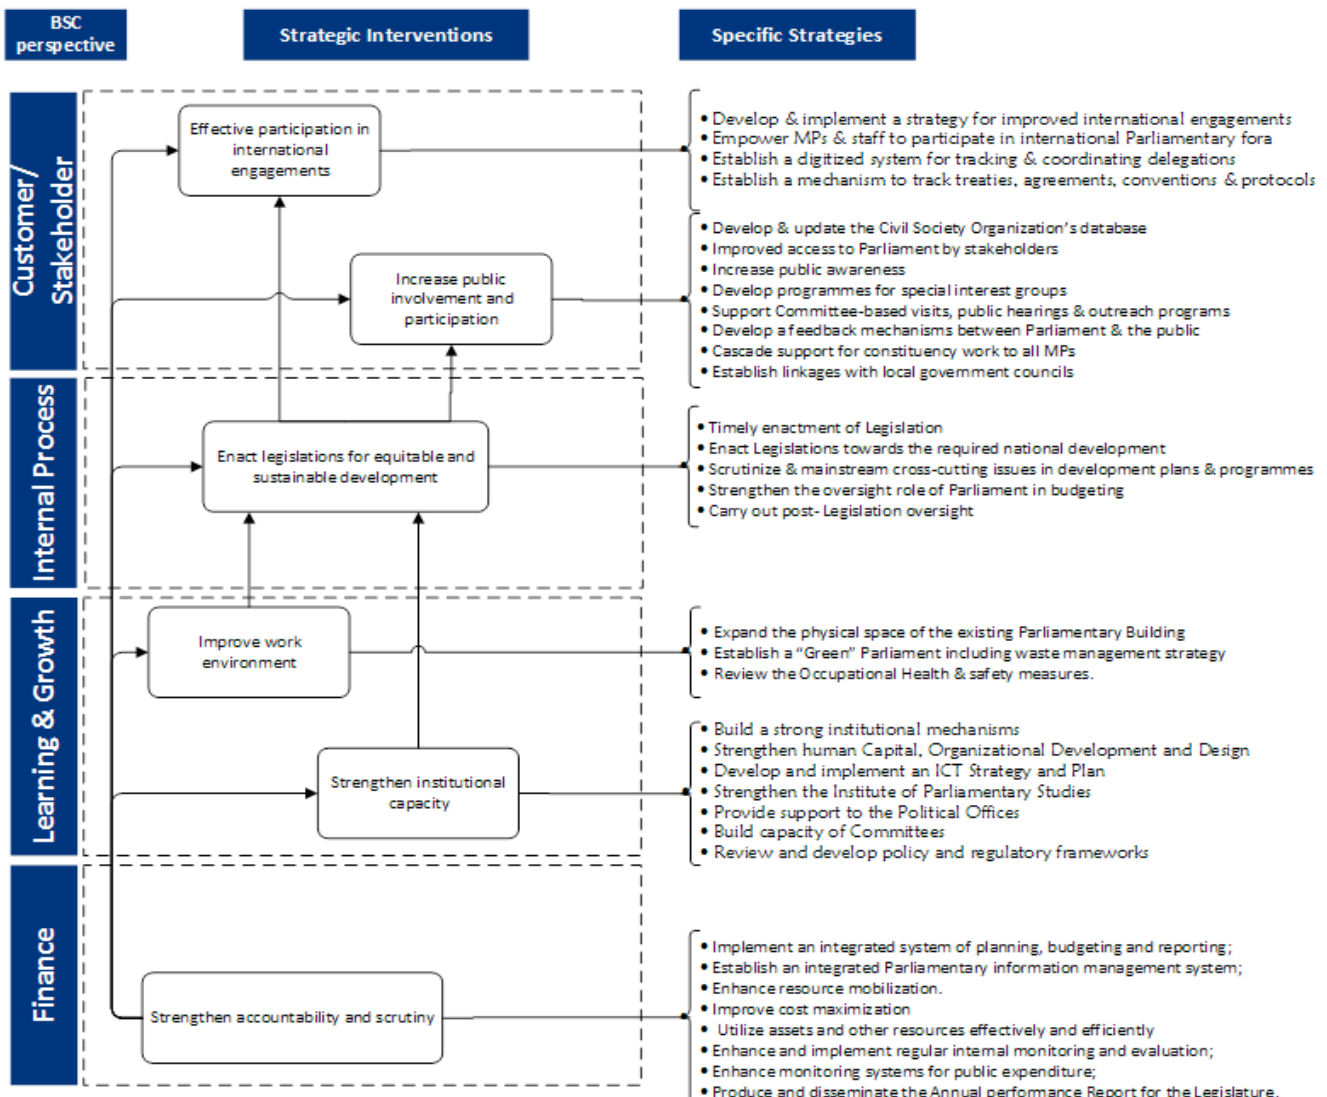 BSC
perspective
Strategic Interventions
Specific Strategies
Customer/
Stakeholder
Effective participation in
international
engagements
• Develop & implement a strategy for improved international engagements
• Empower MPs & staff to participate in international Parliamentary fora
• Establish a digitized system for tracking & coordinating delegations
• Establish a mechanism to track treaties, agreements, conventions & protocols
Increase public
involvement and
participation
• Develop & update the Civil Society Organization's database
• Improved access to Parliament by stakeholders
• Increase public awareness
• Develop programmes for special interest groups
• Support Committee-based visits, public hearings & outreach programs
• Develop a feedback mechanisms between Parliament & the public
• Cascade support for constituency work to all MPs
• Establish linkages with local government councils
Internal Process
Enact legislations for equitable and
sustainable development
• Timely enactment of Legislation
• Enact Legislations towards the required national development
• Scrutinize & mainstream cross-cutting issues in development plans & programmes
• Strengthen the oversight role of Parliament in budgeting
• Carry out post- Legislation oversight
Learning & Growth
Improve work
environment
• Expand the physical space of the existing Parliamentary Building
• Establish a "Green" Parliament including waste management strategy
• Review the Occupational Health & safety measures.
Strengthen institutional
capacity
• Build a strong institutional mechanisms
• Strengthen human Capital, Organizational Development and Design
• Develop and implement an ICT Strategy and Plan
• Strengthen the Institute of Parliamentary Studies
• Provide support to the Political Offices
• Build capacity of Committees
• Review and develop policy and regulatory frameworks
Finance
Strengthen accountability and scrutiny
• Implement an integrated system of planning, budgeting and reporting;
• Establish an integrated Parliamentary information management system;
• Enhance resource mobilization.
• Improve cost maximization
• Utilize assets and other resources effectively and efficiently
• Enhance and implement regular internal monitoring and evaluation;
• Enhance monitoring systems for public expenditure;
• Produce and disseminate the Annual performance Report for the Legislature.